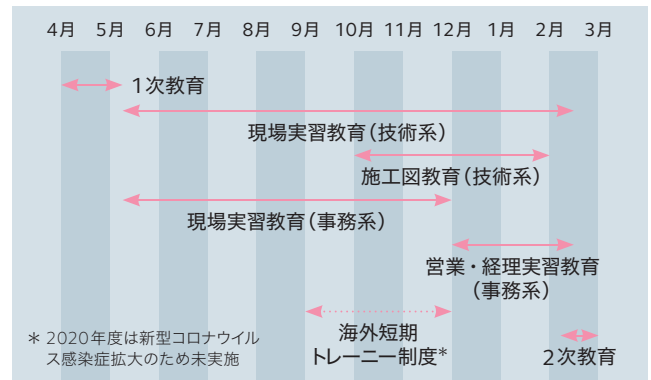 4月 5月 6月 7月 8月 9月 10月 11月 12月 1月 2月 3月
1次教育
現場実習教育（技術系）
施工図教育（技術系）
現場実習教育（事務系）
営業・経理実習教育
（事務系）
海外短期
トレーニー制度*
2次教育
* 2020年度は新型コロナウイル
ス感染症拡大のため未実施